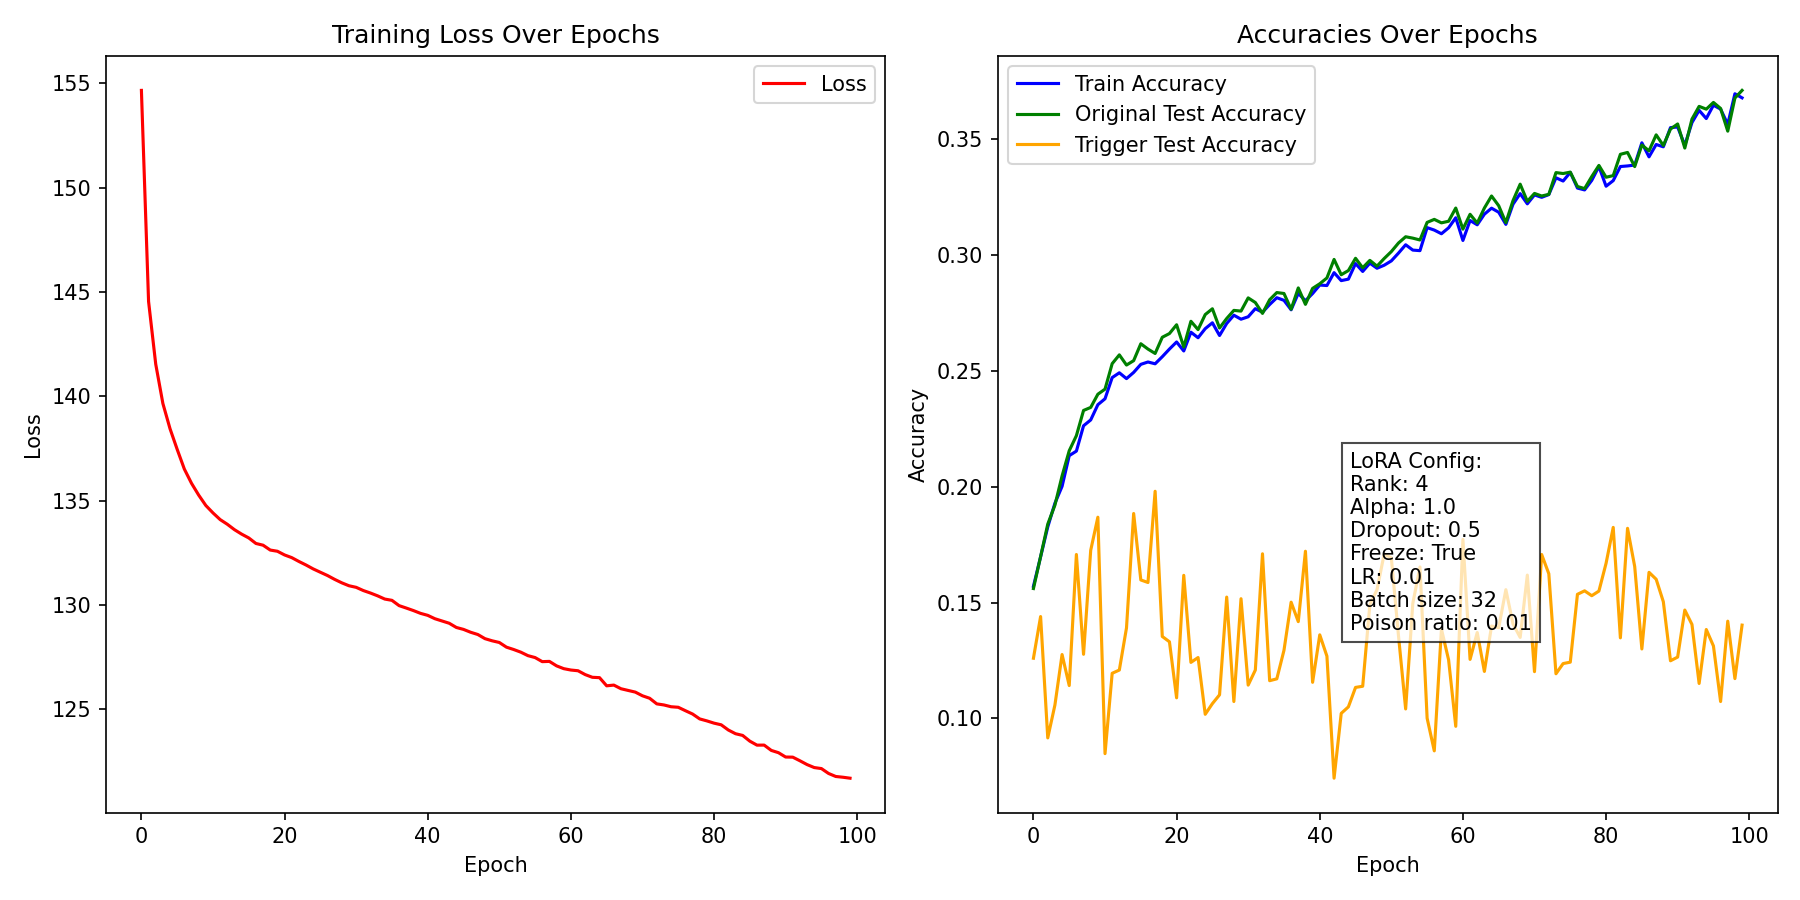 Training Loss Over Epochs
Loss
155
150
145
140
135
130
125
Loss
0
20
40
60
80
100
Epoch
Accuracies Over Epochs
Train Accuracy
Original Test Accuracy
Trigger Test Accuracy
0.35
0.30
0.25
0.20
0.15
0.10
Accuracy
LoRA Config:
Rank: 4
Alpha: 1.0
Dropout: 0.5
Freeze: True
LR: 0.01
Batch size: 32
Poison ratio: 0.01
0
20
40
60
80
100
Epoch